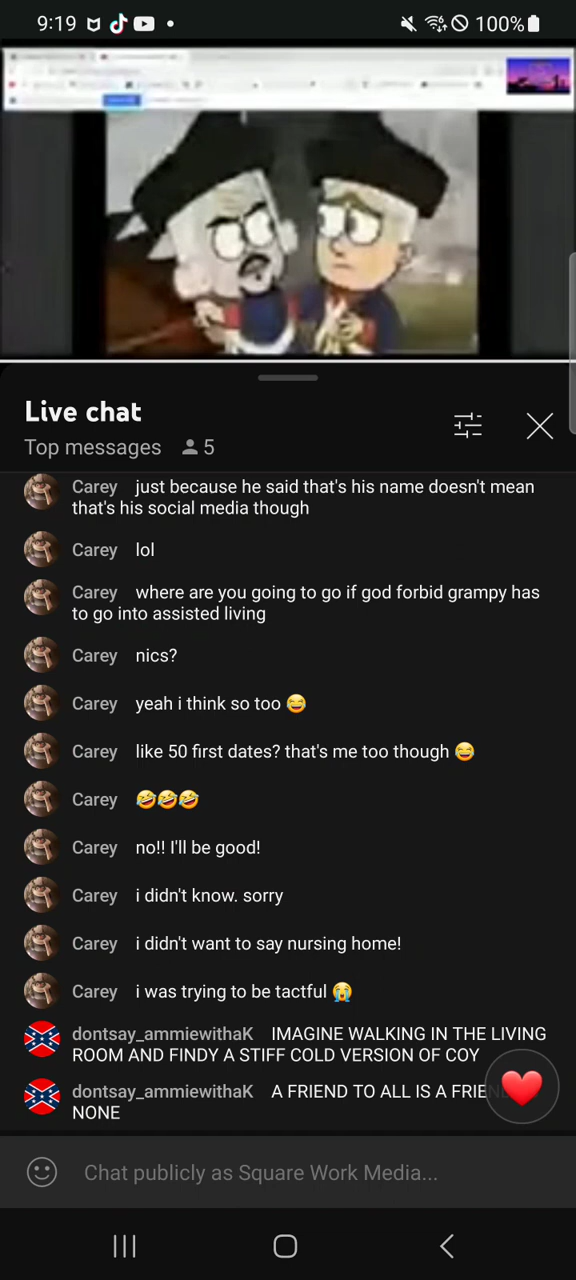 9:19
100%
Live chat
Top messages 5
Carey just because he said that's his name doesn't mean
that's his social media though
Carey lol
Carey where are you going to go if god forbid grampy has
to go into assisted living
Carey nics?
Carey yeah i think so too 😂
Carey like 50 first dates? that's me too though 😂
Carey 🤣🤣🤣
Carey no!! I'll be good!
Carey i didn't know. sorry
Carey i didn't want to say nursing home!
Carey i was trying to be tactful 😭
dontsay_ammiewithaK IMAGINE WALKING IN THE LIVING
ROOM AND FINDY A STIFF COLD VERSION OF COY
dontsay_ammiewithaK A FRIEND TO ALL IS A
NONE
Chat publicly as Square Work Media...